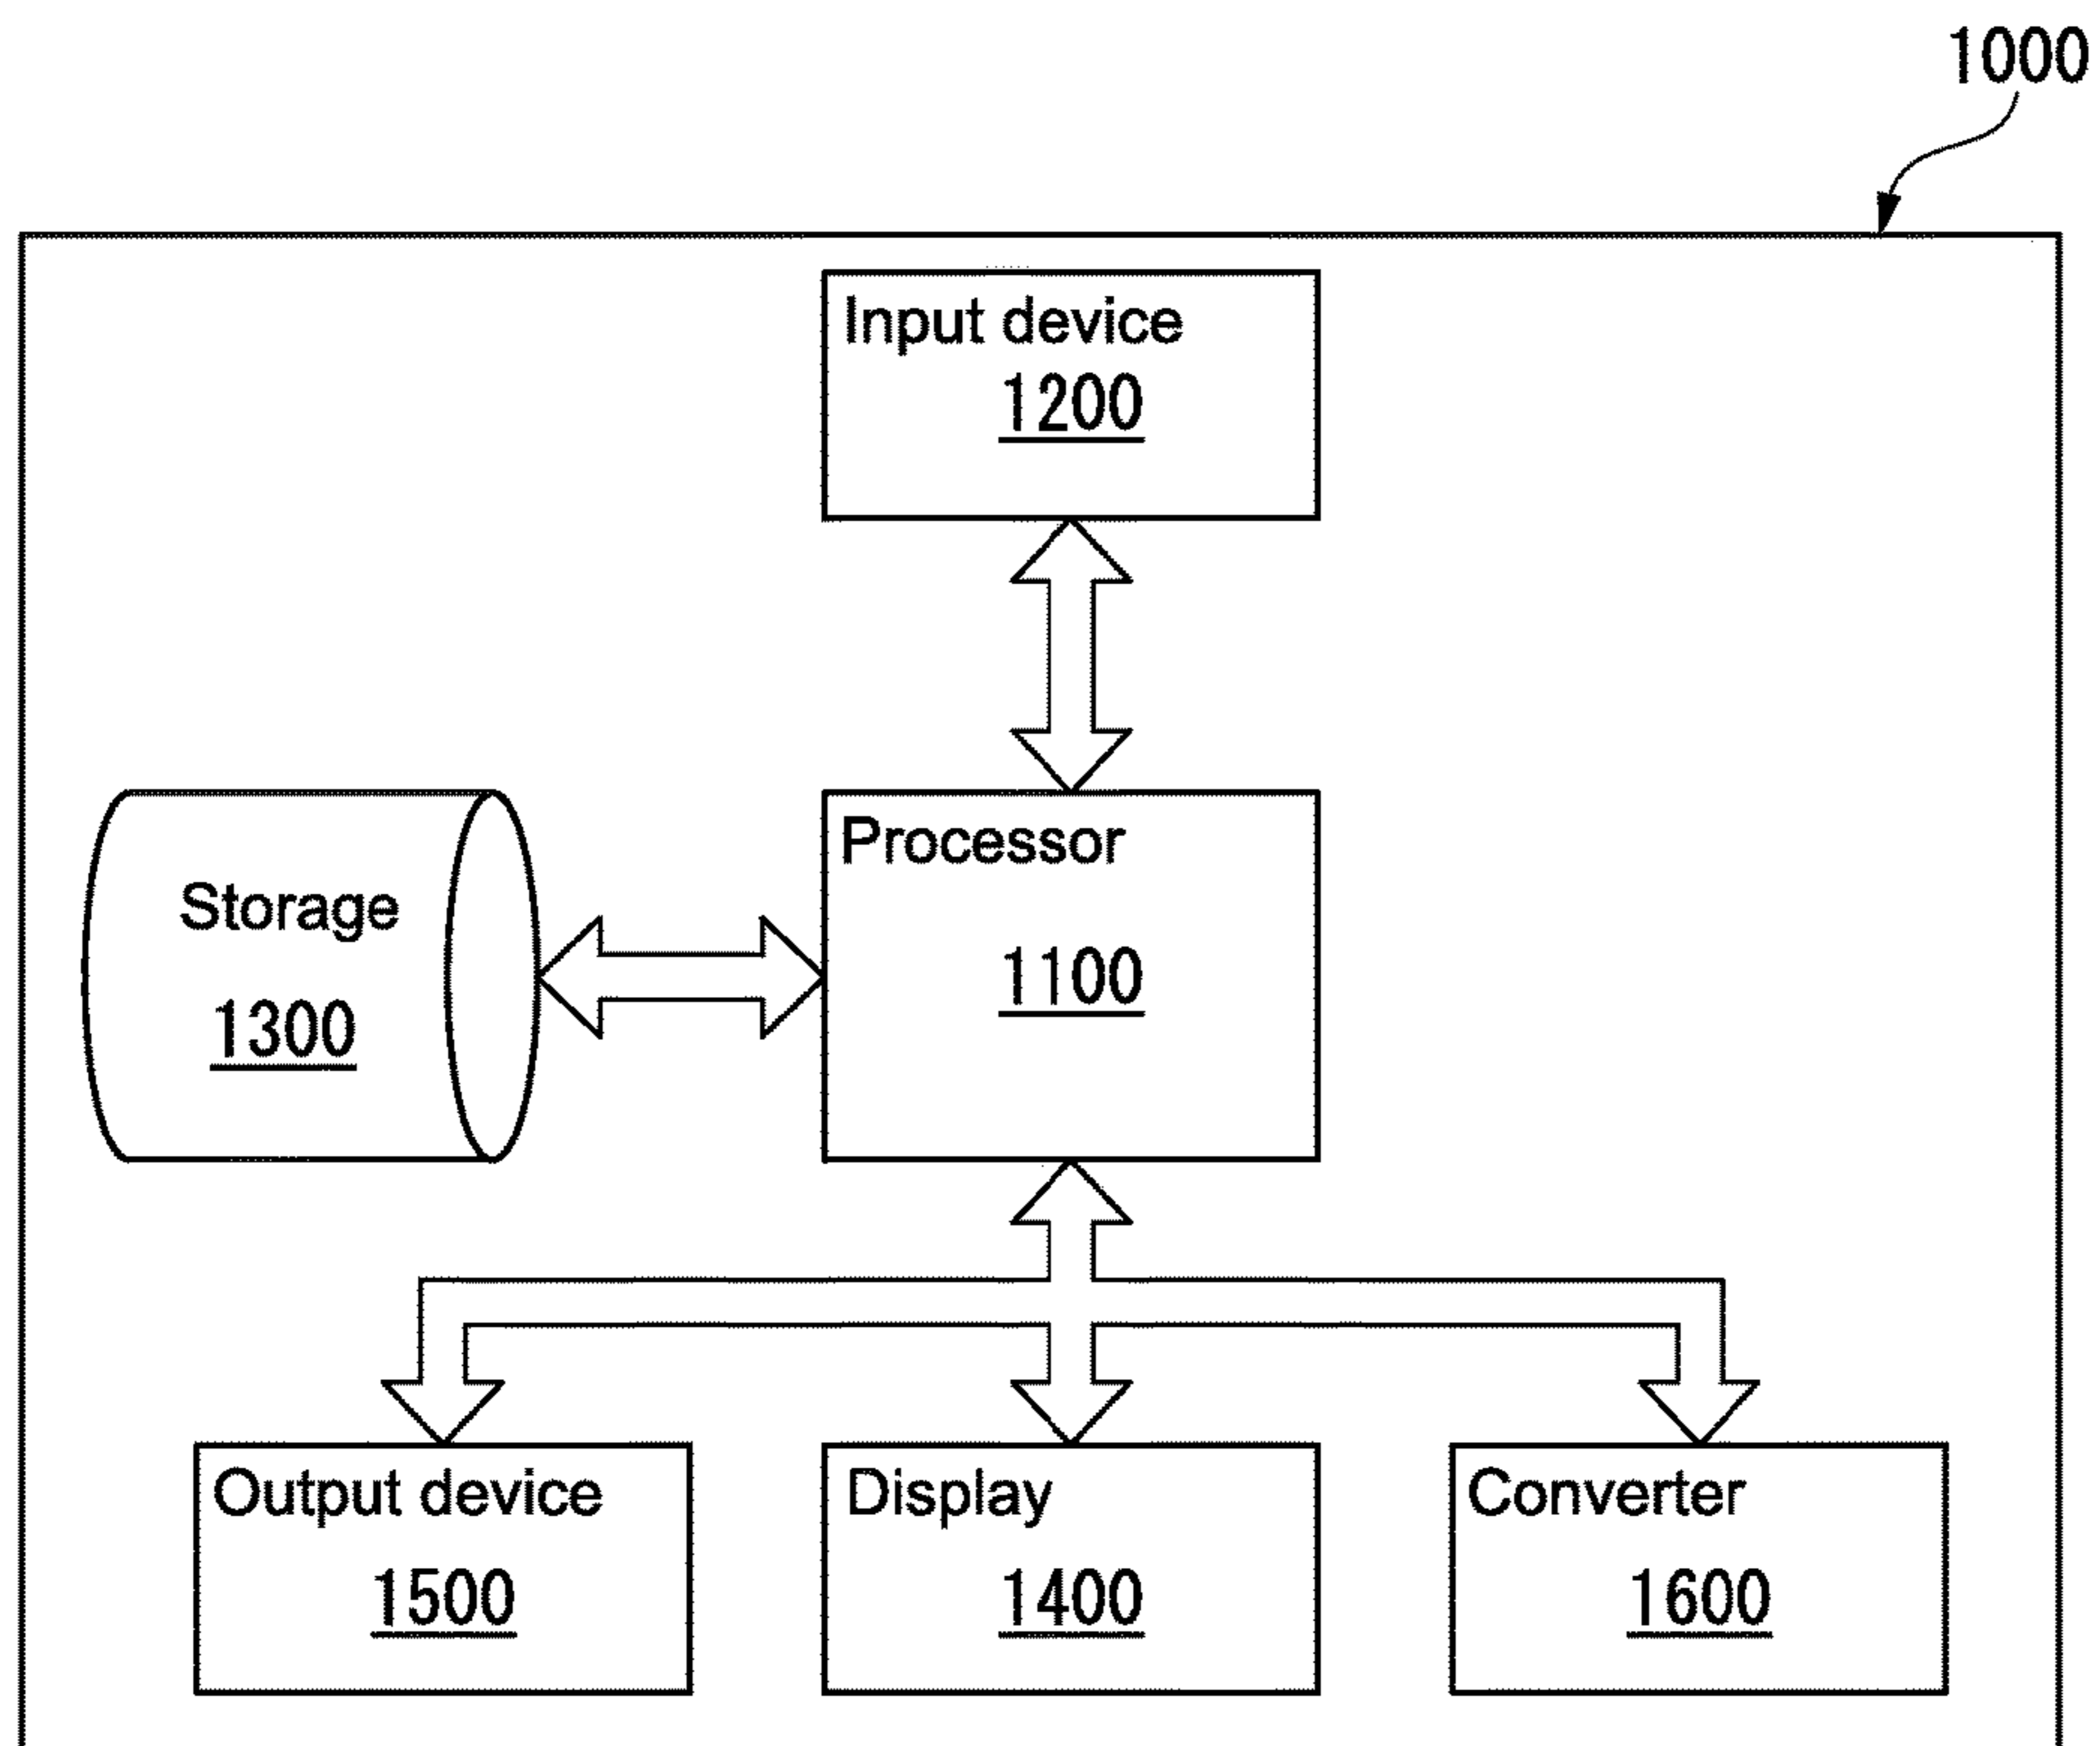 1000
Input device
1200
Processor
1100
Storage
1300
Output device
1500
Display
1400
Converter
1600